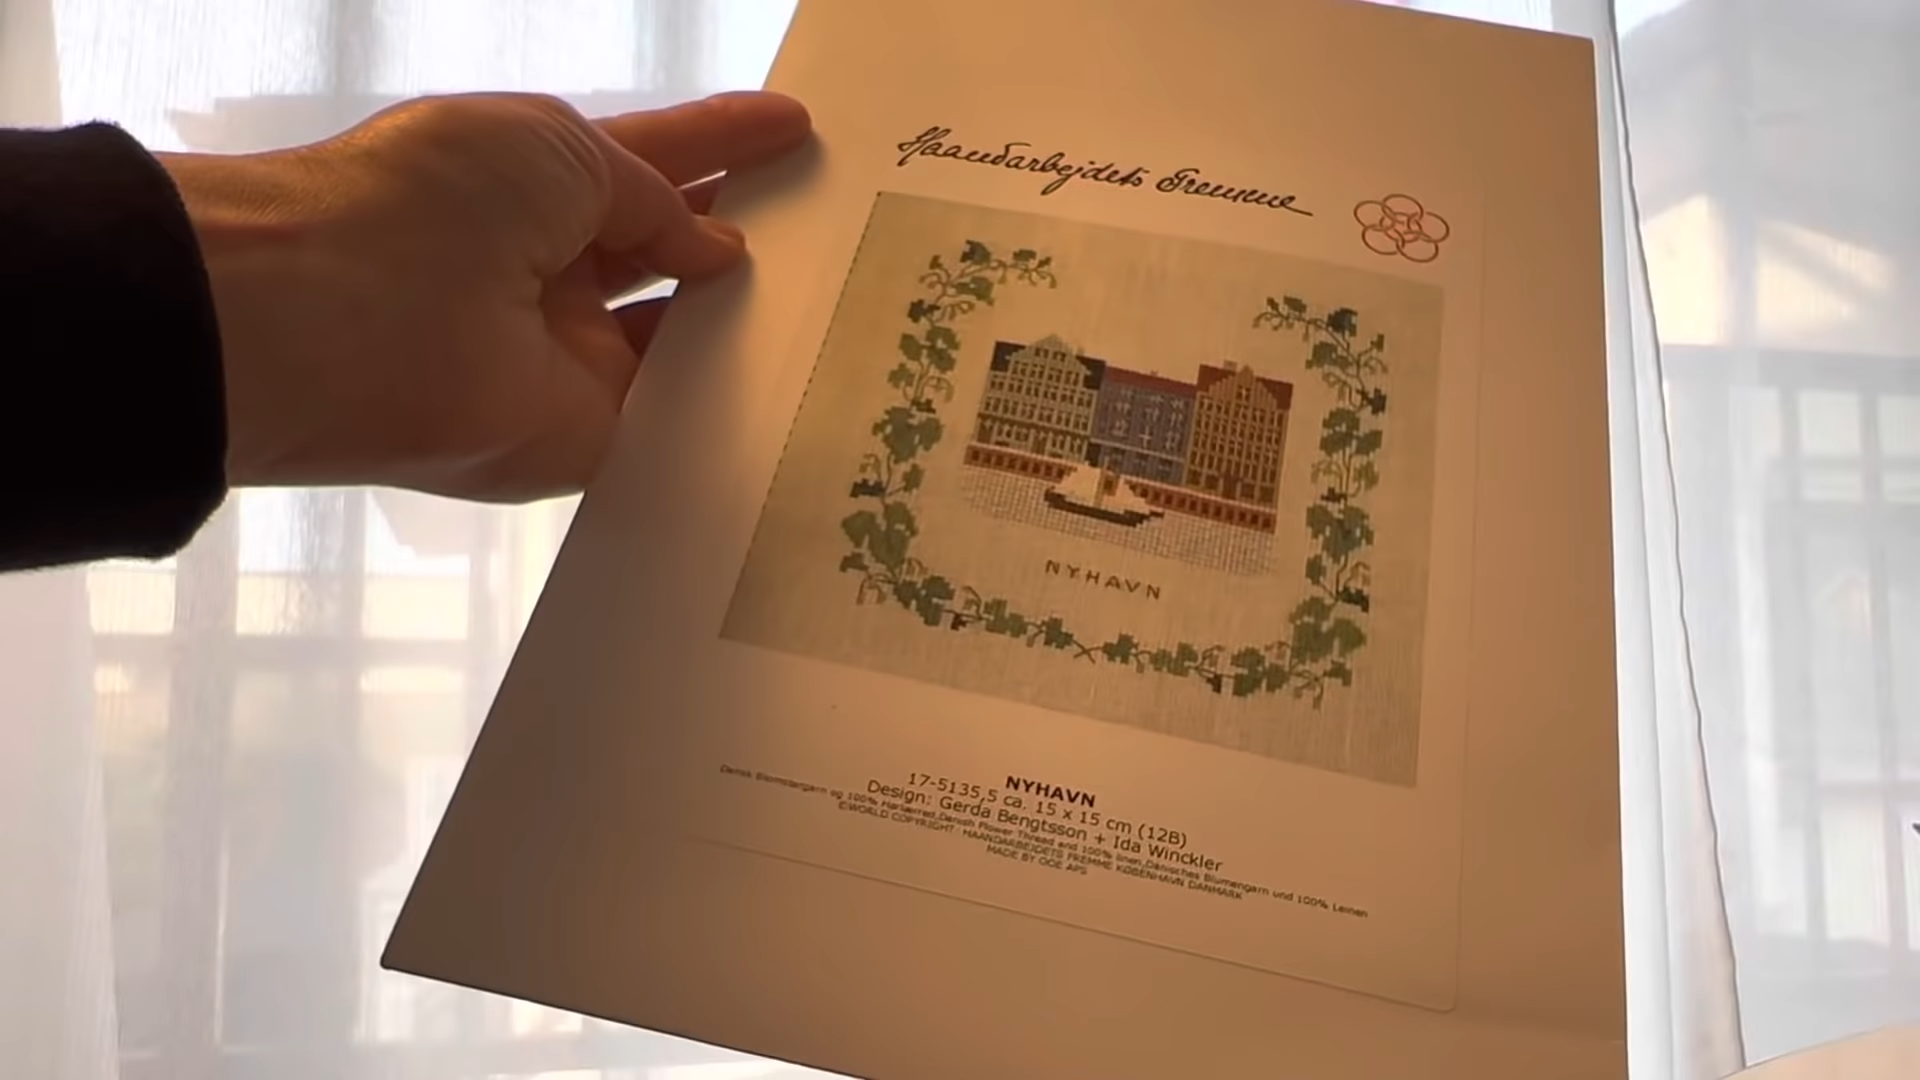 Haandarbejdets Fremme
NYHAVN
NYHAVN
17-5135,5 ca. 15 x 15 cm (12B)
Design: Gerda Bengtsson + Ida Winckler
Dansk Blomstergarn og 100% Hørlærred,Danish Flower Thread and 100% linen,Dänisches Blumengarn und 100% Leinen
©WORLD COPYRIGHT: HAANDARBEJDETS FREMME KØBENHAVN DANMARK
MADE BY OOE APS